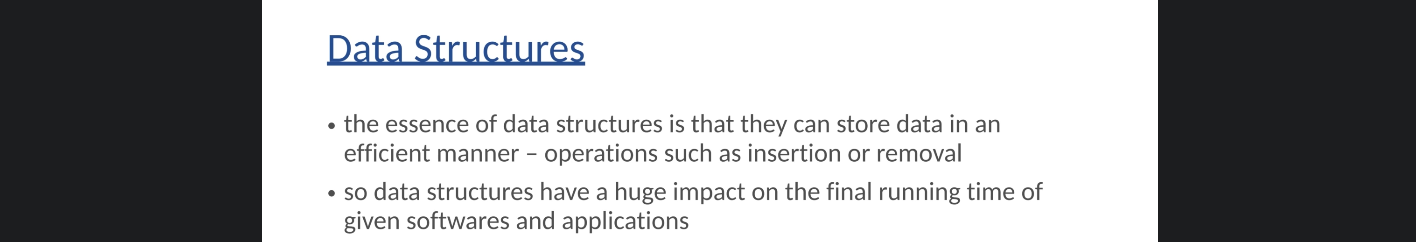 Data Structures
• the essence of data structures is that they can store data in an
efficient manner – operations such as insertion or removal
• so data structures have a huge impact on the final running time of
given softwares and applications